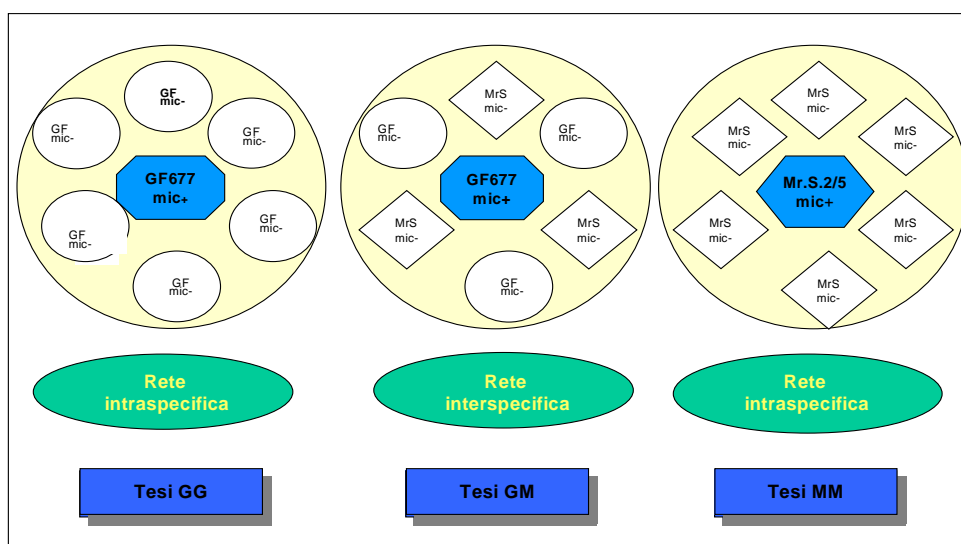 GF
mic-
GF
mic-
GF
mic-
GF677
mic+
GF
mic-
GF
mic-
GF
mic-
MrS
mic-
GF
mic-
GF
mic-
GF677
mic+
MrS
mic-
MrS
mic-
GF
mic-
MrS
mic-
MrS
mic-
MrS
mic-
Mr.S.2/5
mic+
MrS
mic-
MrS
mic-
MrS
mic-
Rete
intraspecifica
Rete
interspecifica
Rete
intraspecifica
Tesi GG
Tesi GM
Tesi MM